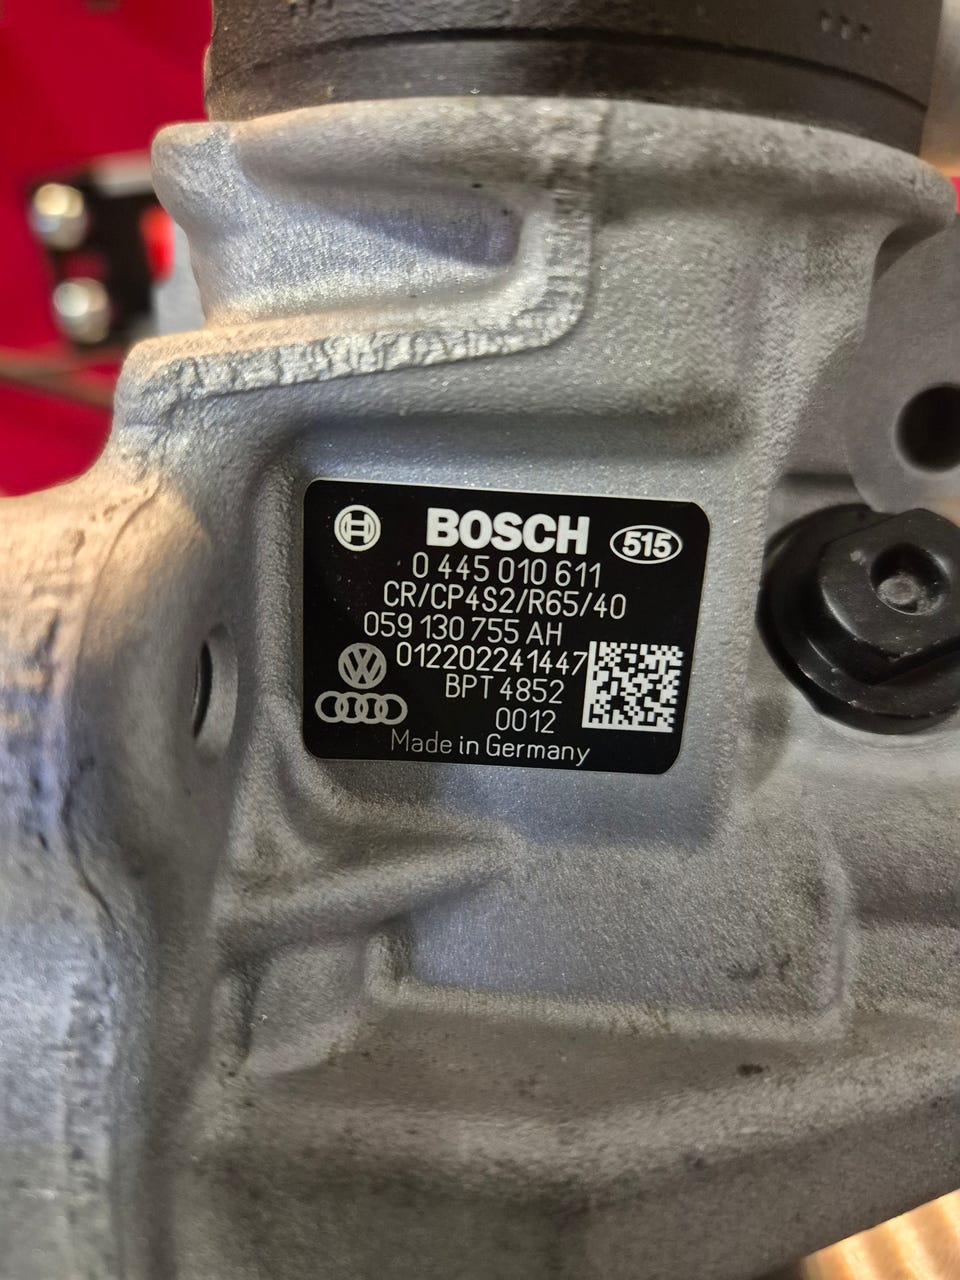 BOSCH 515
0 445 010 611
CR/CP4S2/R65/40
059 130 755 AH
012202241447
BPT 4852
0012
Made in Germany